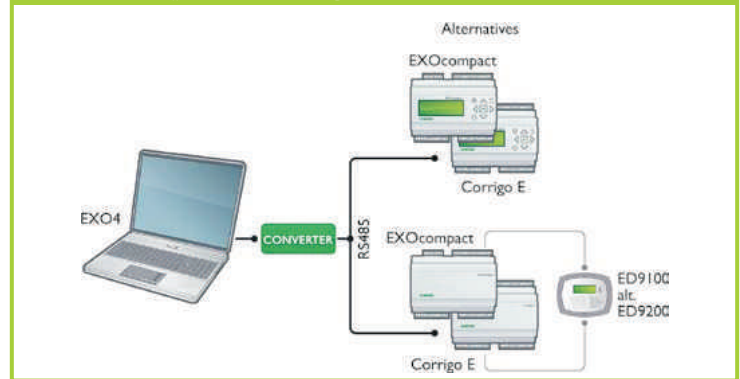 Alternatives
EXOcompact
Corrigo E
EXO4
CONVERTER
RS485
EXOcompact
ED9100
alt.
ED9200
Corrigo E